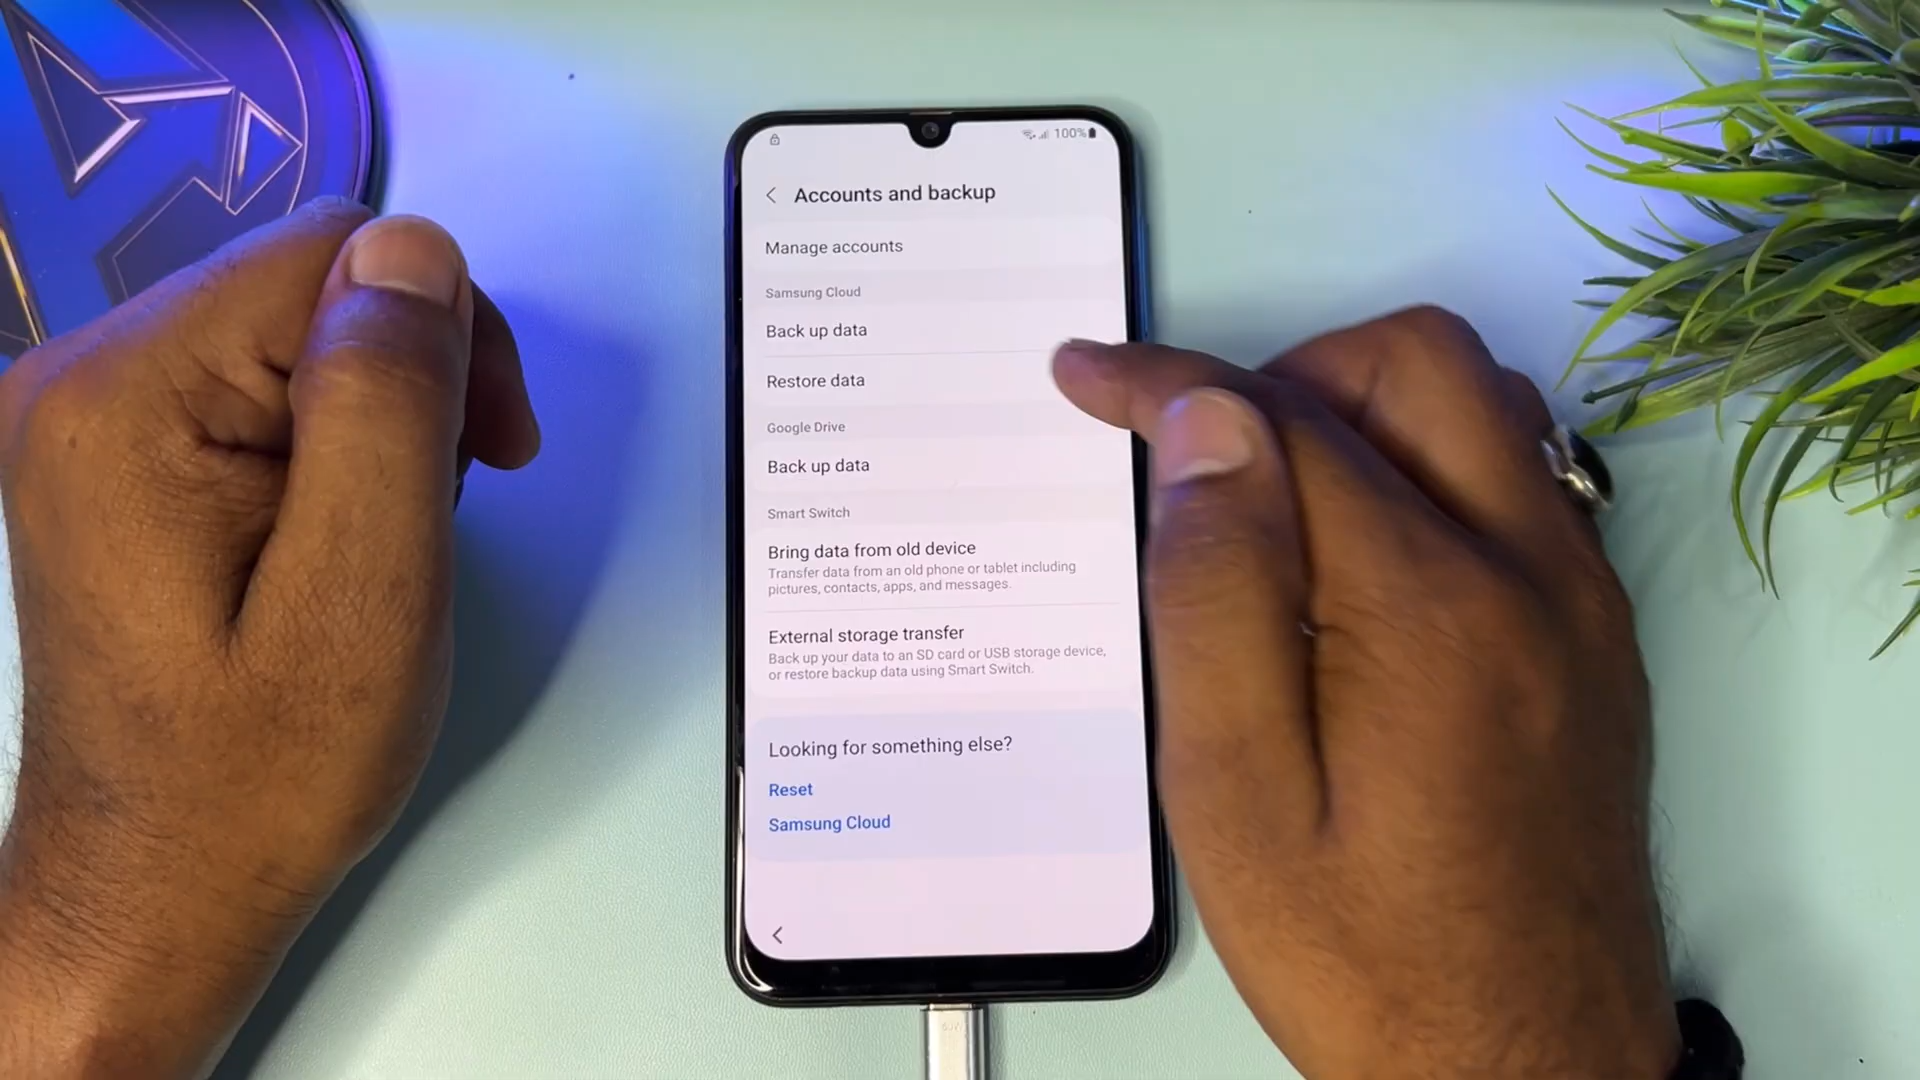 100%
Accounts and backup
Manage accounts
Samsung Cloud
Back up data
Restore data
Google Drive
Back up data
Smart Switch
Bring data from old device
Transfer data from an old phone or tablet including
pictures, contacts, apps, and messages.
External storage transfer
Back up your data to an SD card or USB storage device,
or restore backup data using Smart Switch.
Looking for something else?
Reset
Samsung Cloud